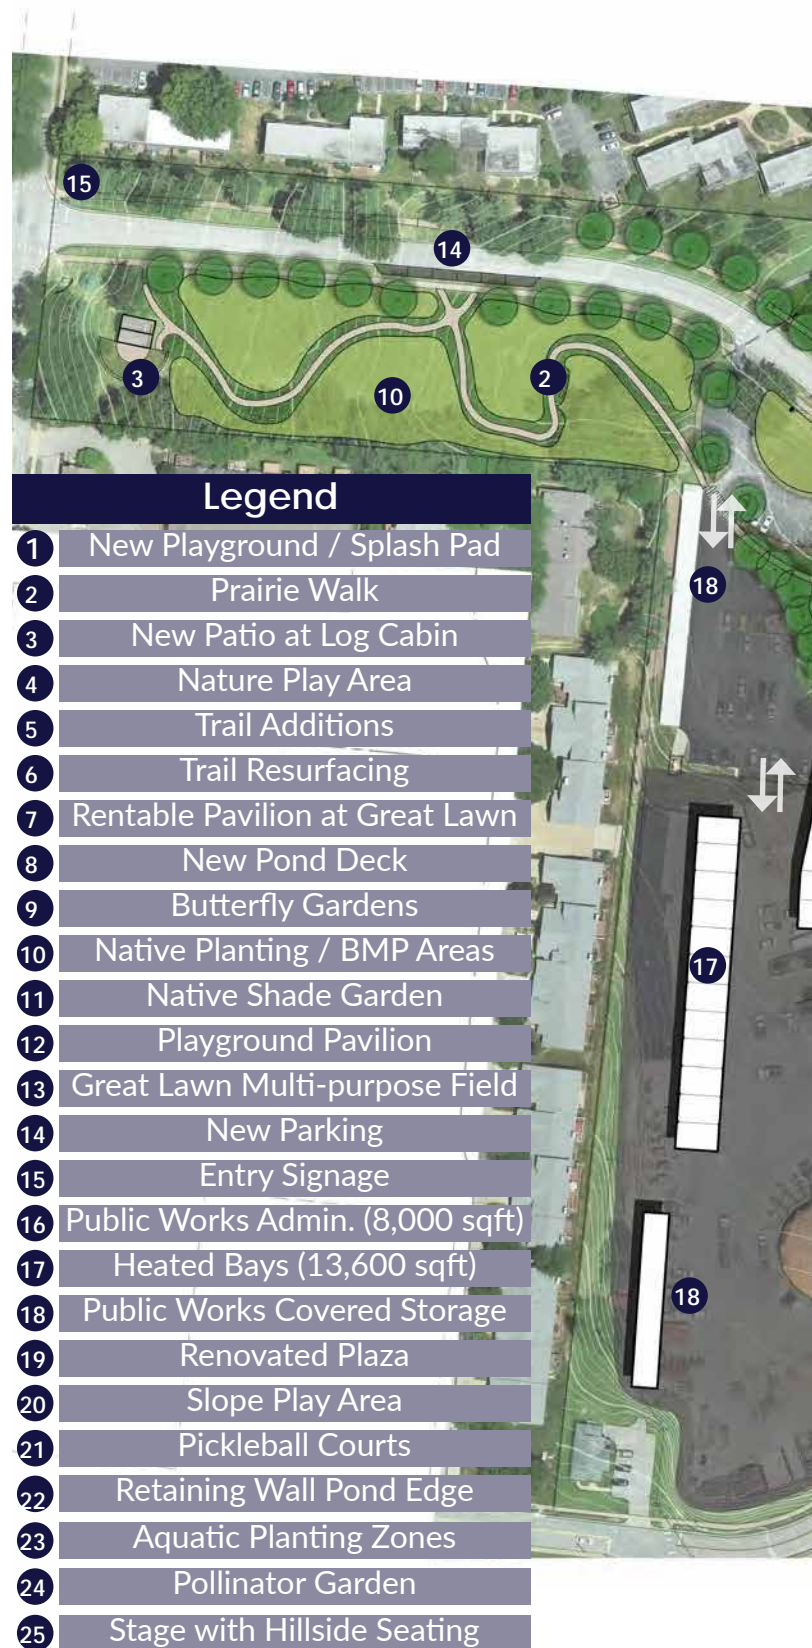 15
14
3
10
2
Legend
1 New Playground / Splash Pad
2 Prairie Walk
3 New Patio at Log Cabin
4 Nature Play Area
5 Trail Additions
6 Trail Resurfacing
7 Rentable Pavilion at Great Lawn
8 New Pond Deck
9 Butterfly Gardens
10 Native Planting / BMP Areas
11 Native Shade Garden
12 Playground Pavilion
13 Great Lawn Multi-purpose Field
14 New Parking
15 Entry Signage
16 Public Works Admin. (8,000 sqft)
17 Heated Bays (13,600 sqft)
18 Public Works Covered Storage
19 Renovated Plaza
20 Slope Play Area
21 Pickleball Courts
22 Retaining Wall Pond Edge
23 Aquatic Planting Zones
24 Pollinator Garden
25 Stage with Hillside Seating
18
17
18